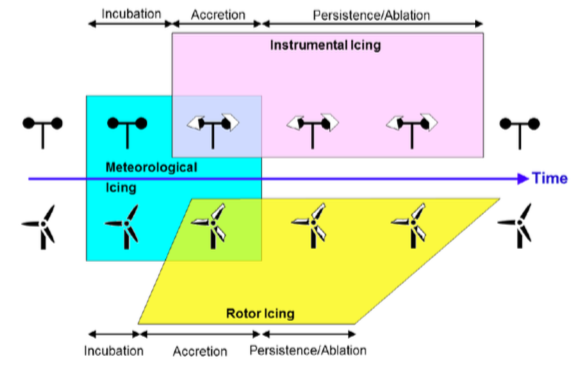 Incubation Accretion Persistence/Ablation
Instrumental Icing
Meteorological
Icing
Time
Rotor Icing
Incubation Accretion Persistence/Ablation